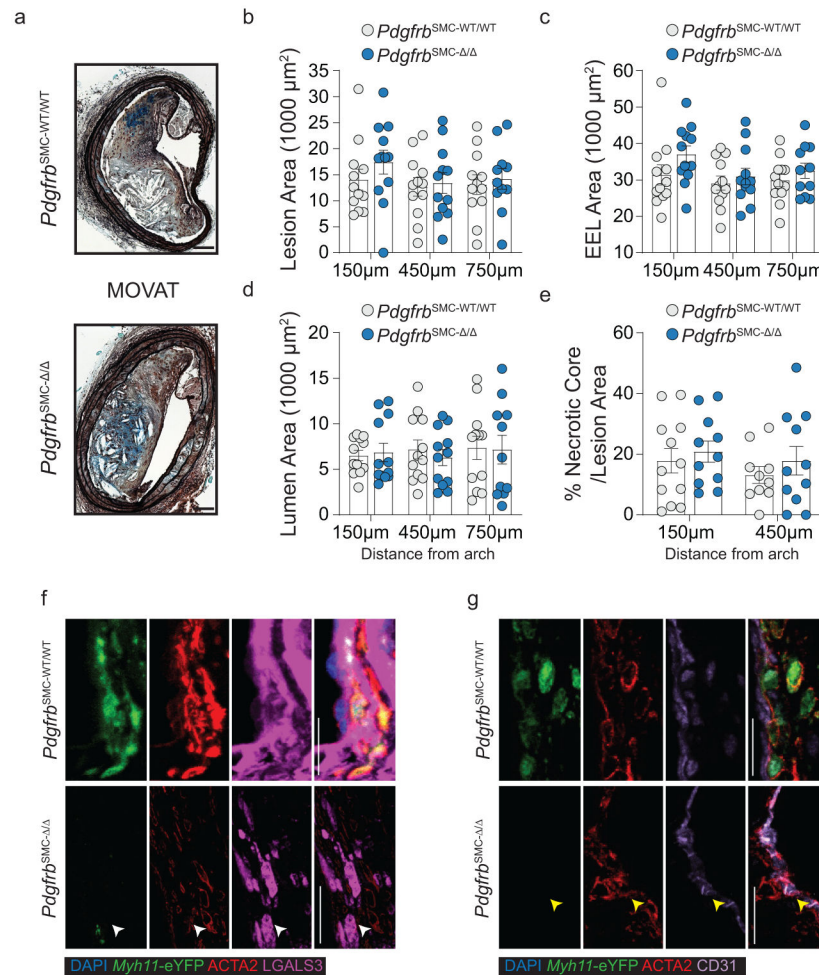 a
Pdgfrb^SMC-WT/WT
MOVAT
Pdgfrb^SMC-Δ/Δ
b
Pdgfrb^SMC-WT/WT
Pdgfrb^SMC-Δ/Δ
Lesion Area (1000 µm²)
35
30
25
20
15
10
5
0
150µm 450µm 750µm
c
Pdgfrb^SMC-WT/WT
Pdgfrb^SMC-Δ/Δ
EEL Area (1000 µm²)
60
50
40
30
20
10
150µm 450µm 750µm
d
Pdgfrb^SMC-WT/WT
Pdgfrb^SMC-Δ/Δ
Lumen Area (1000 µm²)
20
15
10
5
0
150µm 450µm 750µm
Distance from arch
e
Pdgfrb^SMC-WT/WT
Pdgfrb^SMC-Δ/Δ
% Necrotic Core
/Lesion Area
60
40
20
0
150µm 450µm
Distance from arch
f
Pdgfrb^SMC-WT/WT
Pdgfrb^SMC-Δ/Δ
DAPI Myh11-eYFP ACTA2 LGALS3
g
Pdgfrb^SMC-WT/WT
Pdgfrb^SMC-Δ/Δ
DAPI Myh11-eYFP ACTA2 CD31